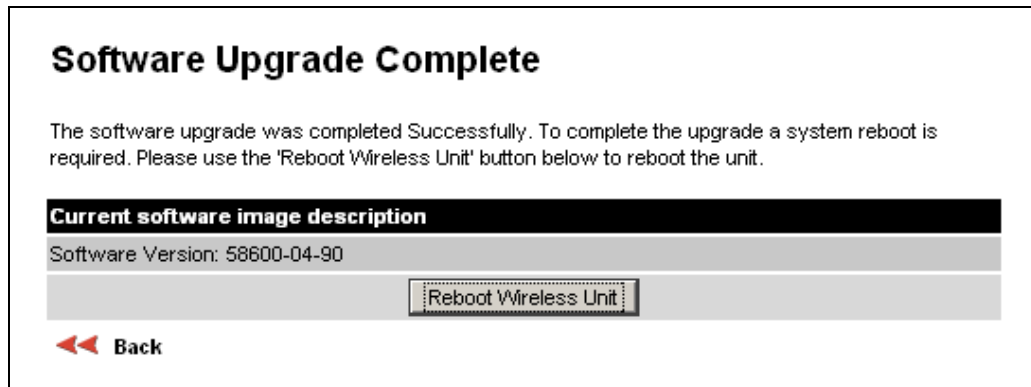 Software Upgrade Complete
The software upgrade was completed Successfully. To complete the upgrade a system reboot is
required. Please use the 'Reboot Wireless Unit' button below to reboot the unit.
Current software image description
Software Version: 58600-04-90
Reboot Wireless Unit
Back